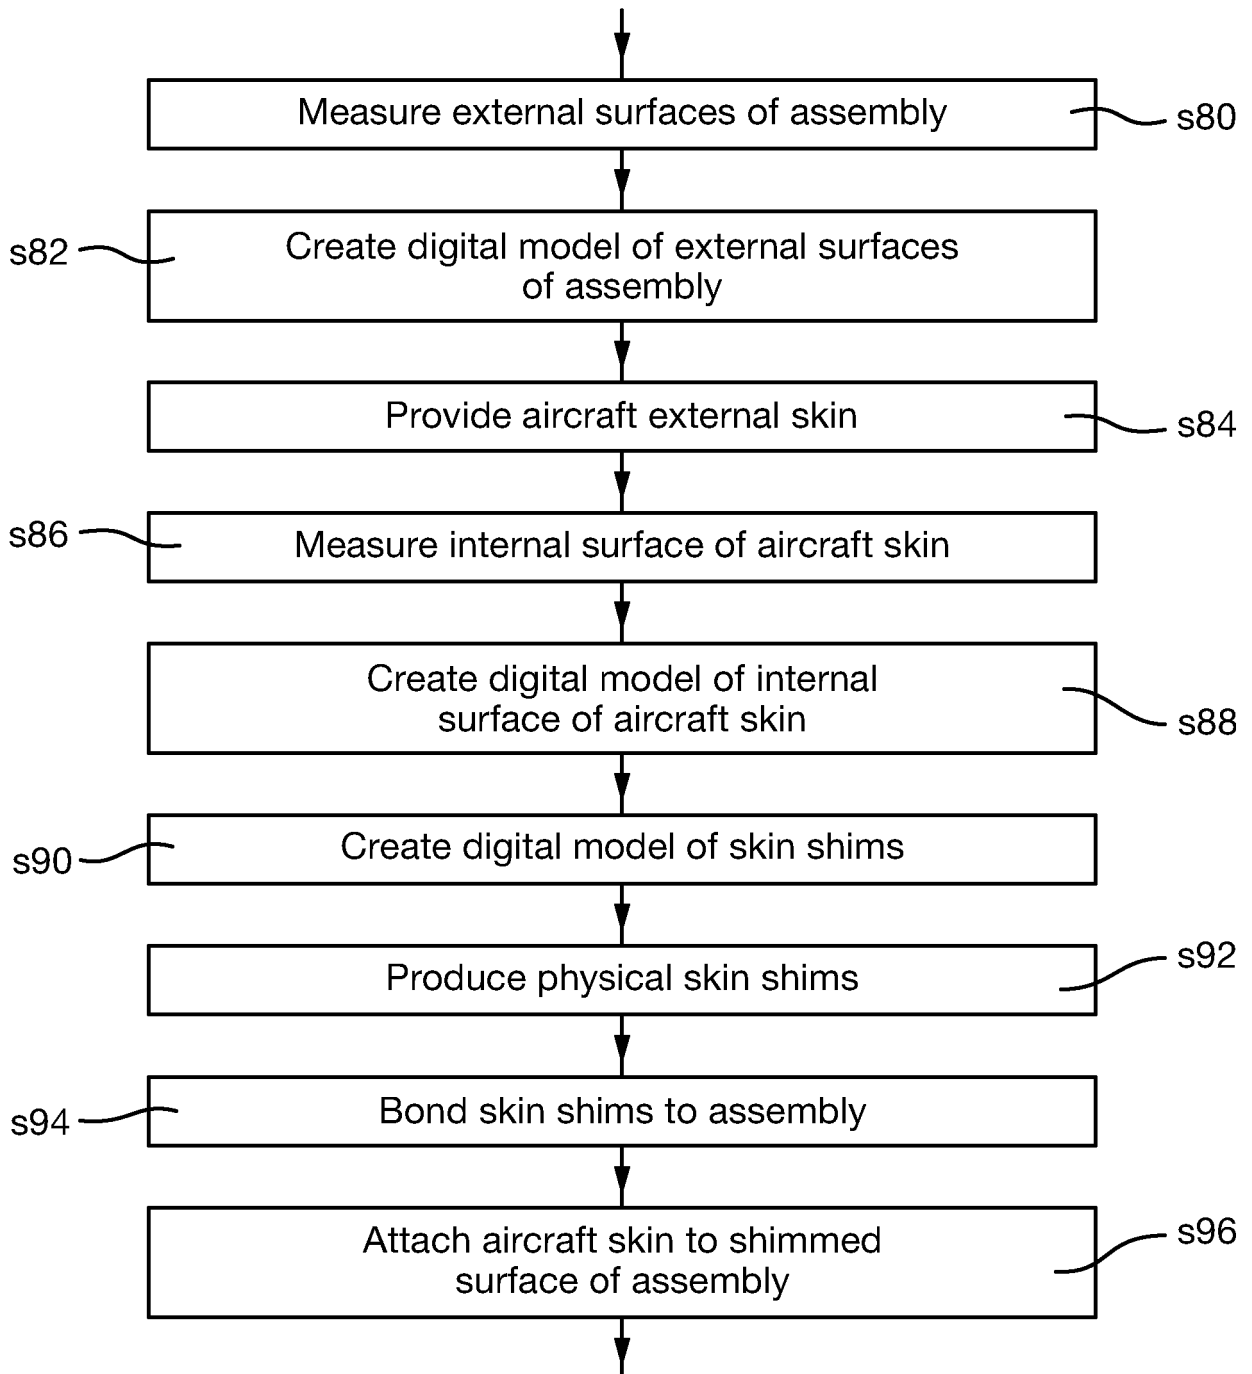 Measure external surfaces of assembly
s80
s82
Create digital model of external surfaces
of assembly
Provide aircraft external skin
s84
s86
Measure internal surface of aircraft skin
Create digital model of internal
surface of aircraft skin
s88
s90
Create digital model of skin shims
Produce physical skin shims
s92
s94
Bond skin shims to assembly
Attach aircraft skin to shimmed
surface of assembly
s96